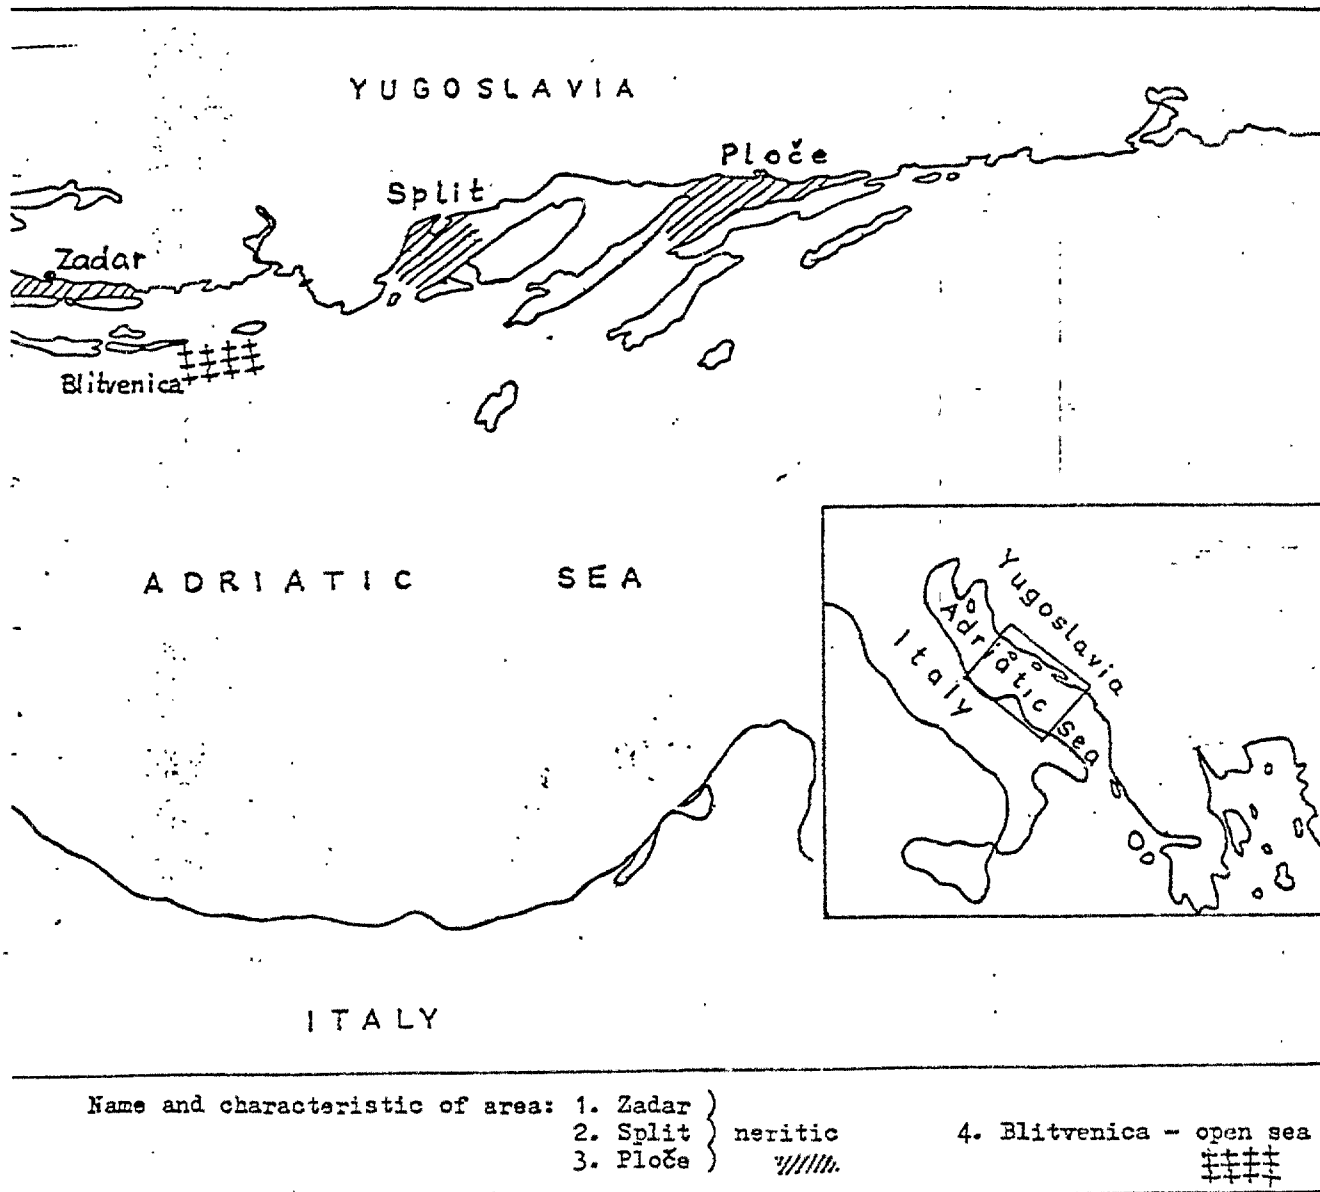 YUGOSLAVIA
Ploče
Split
Zadar
Blitvenica
ADRIATIC SEA
Yugoslavia
Adriatic Sea
Italy
ITALY
Name and characteristic of area: 1. Zadar )
2. Split ) neritic 4. Blitvenica - open sea
3. Ploče )